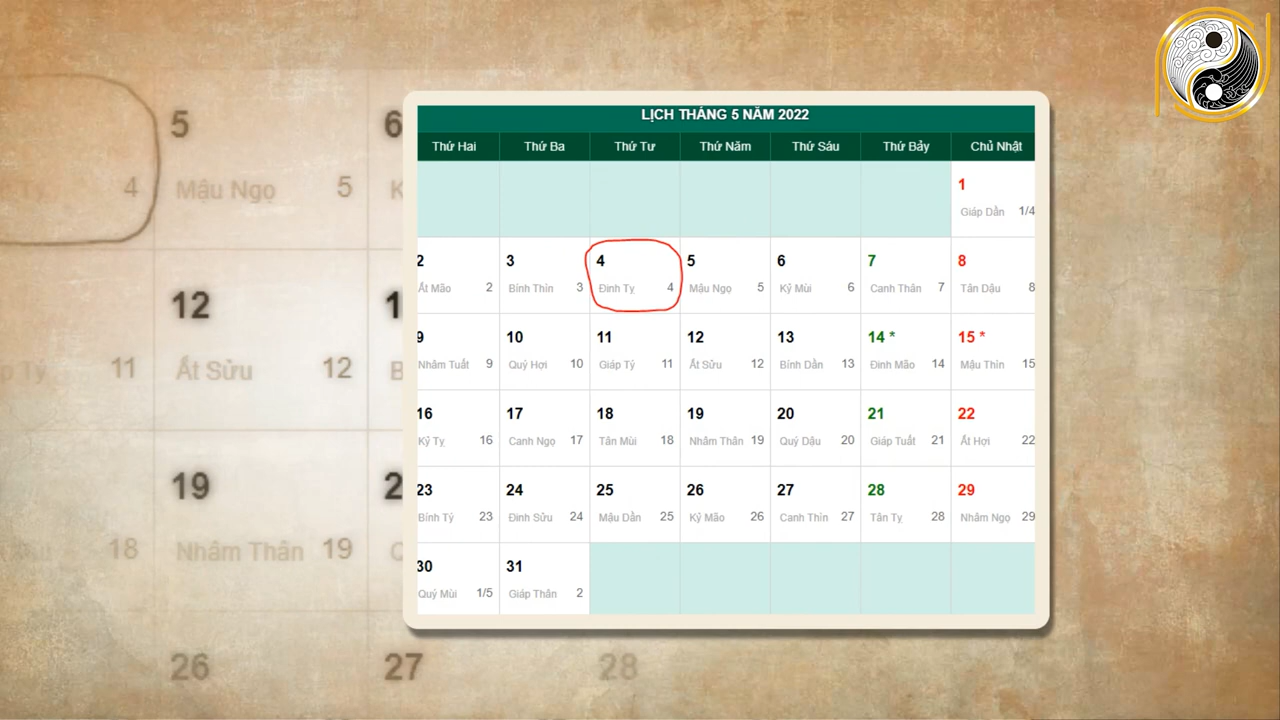 LỊCH THÁNG 5 NĂM 2022
Thứ Hai Thứ Ba Thứ Tư Thứ Năm Thứ Sáu Thứ Bảy Chủ Nhật
1
Giáp Dần 1/4
2 3 4 5 6 7 8
Ất Mão 2 Bính Thìn 3 Đinh Tỵ 4 Mậu Ngọ 5 Kỷ Mùi 6 Canh Thân 7 Tân Dậu 8
9 10 11 12 13 14 * 15 *
Nhâm Tuất 9 Quý Hợi 10 Giáp Tý 11 Ất Sửu 12 Bính Dần 13 Đinh Mão 14 Mậu Thìn 15
16 17 18 19 20 21 22
Kỷ Tỵ 16 Canh Ngọ 17 Tân Mùi 18 Nhâm Thân 19 Quý Dậu 20 Giáp Tuất 21 Ất Hợi 22
23 24 25 26 27 28 29
Bính Tý 23 Đinh Sửu 24 Mậu Dần 25 Kỷ Mão 26 Canh Thìn 27 Tân Tỵ 28 Nhâm Ngọ 29
30 31
Quý Mùi 1/5 Giáp Thân 2
5 6
4 Mậu Ngọ 5 K
12 1
11 Ất Sửu 12 B
19 2
18 Nhâm Thân 19
26 27 28